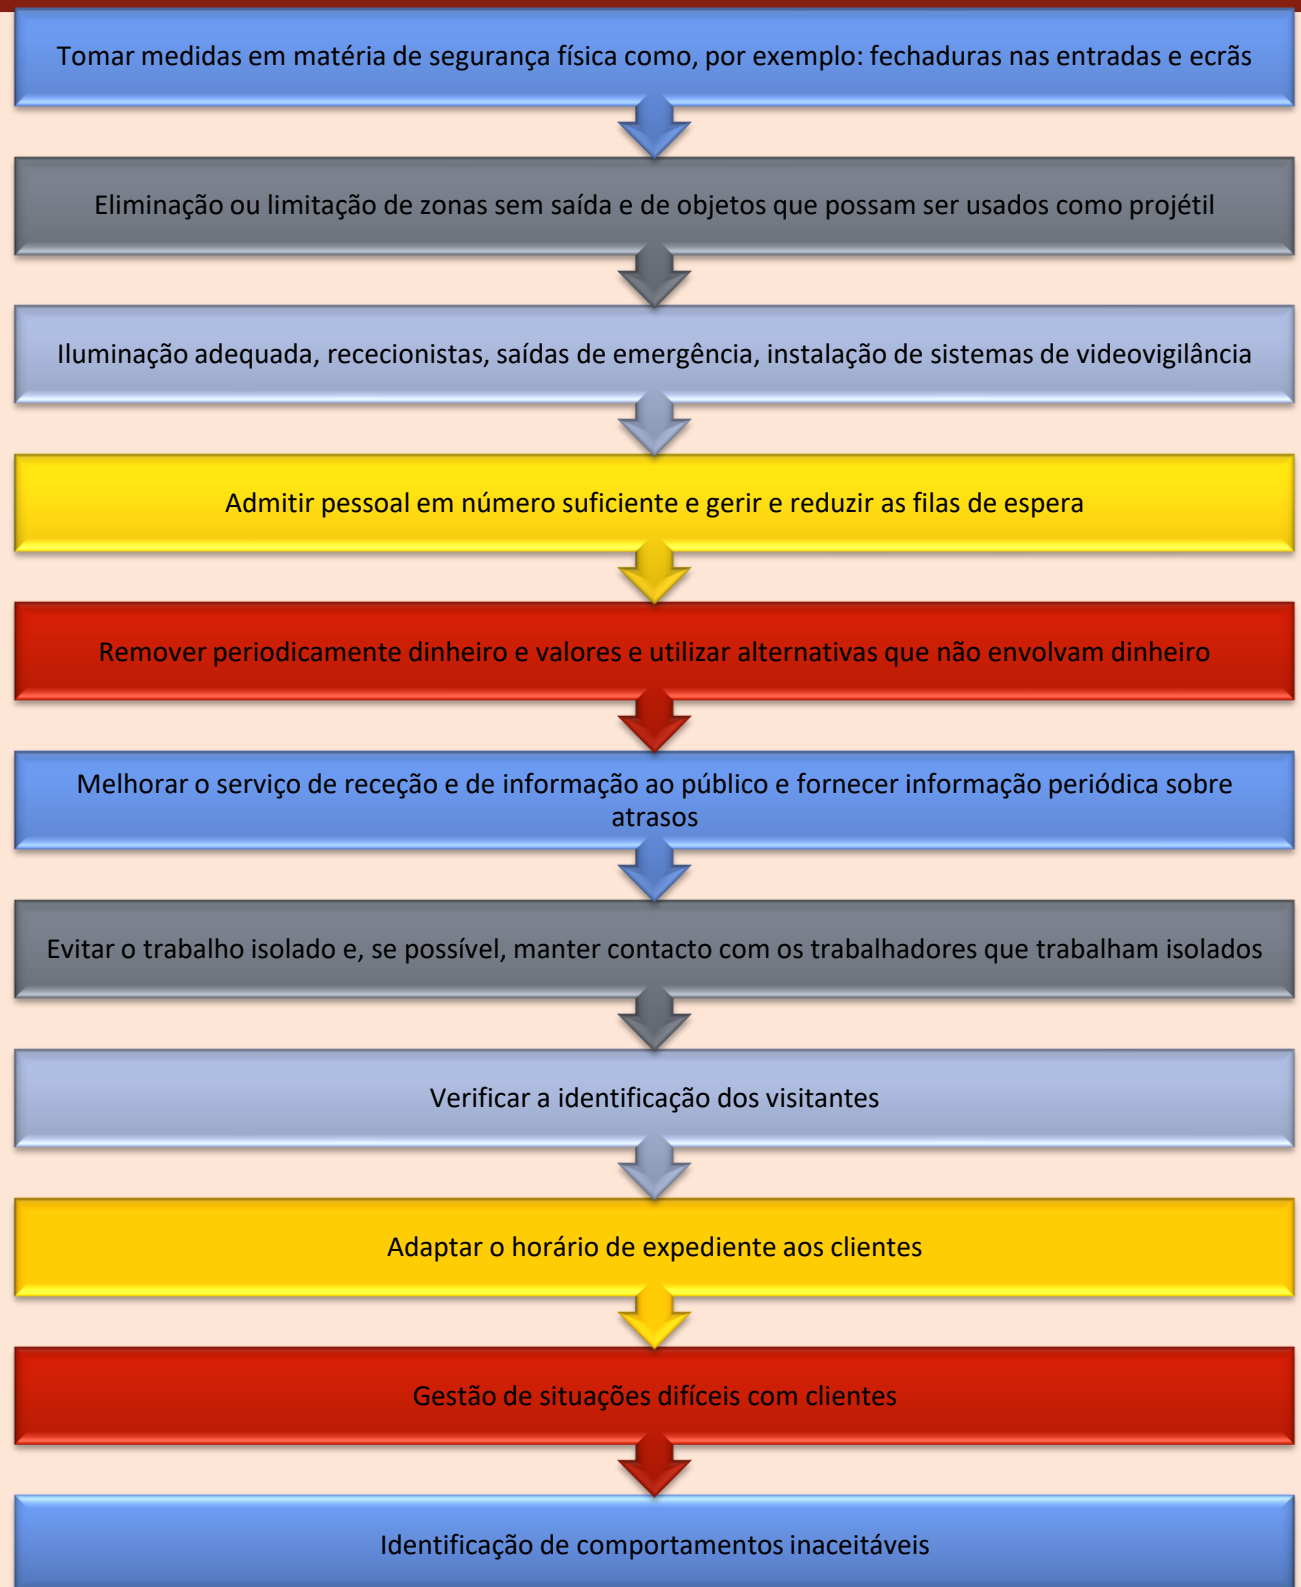 Tomar medidas em matéria de segurança física como, por exemplo: fechaduras nas entradas e ecrãs
Eliminação ou limitação de zonas sem saída e de objetos que possam ser usados como projétil
Iluminação adequada, rececionistas, saídas de emergência, instalação de sistemas de videovigilância
Admitir pessoal em número suficiente e gerir e reduzir as filas de espera
Remover periodicamente dinheiro e valores e utilizar alternativas que não envolvam dinheiro
Melhorar o serviço de receção e de informação ao público e fornecer informação periódica sobre
atrasos
Evitar o trabalho isolado e, se possível, manter contacto com os trabalhadores que trabalham isolados
Verificar a identificação dos visitantes
Adaptar o horário de expediente aos clientes
Gestão de situações difíceis com clientes
Identificação de comportamentos inaceitáveis